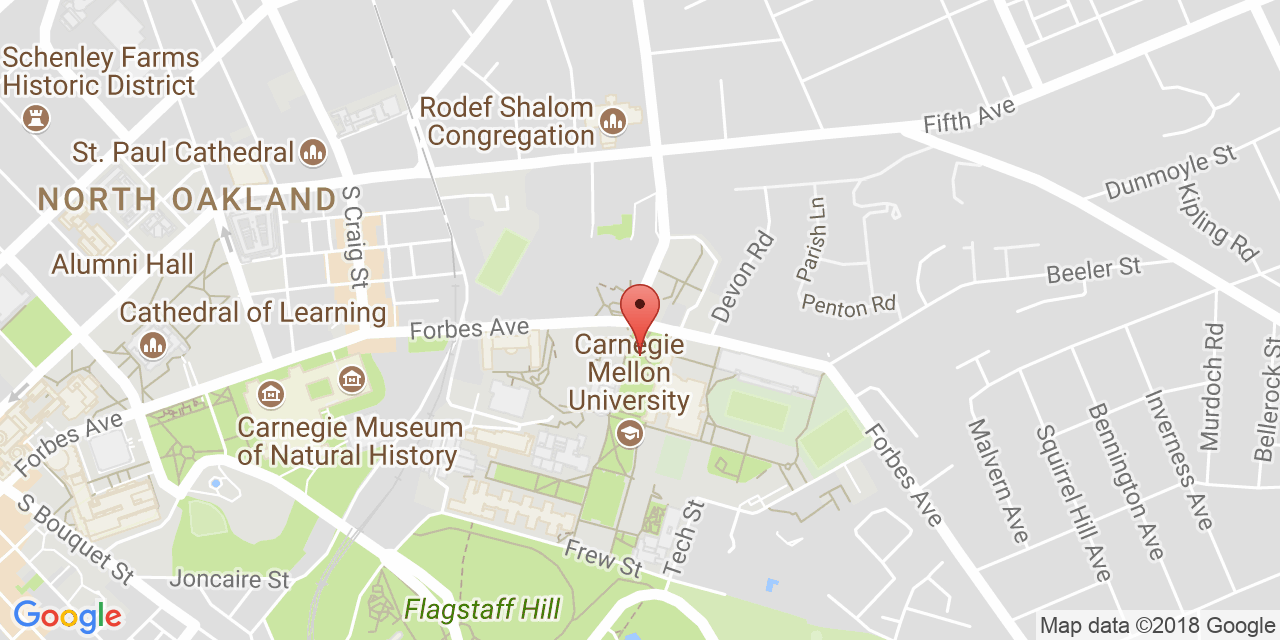 Schenley Farms
Historic District
Rodef Shalom
Congregation
Fifth Ave
St. Paul Cathedral
Dunmoyle St
NORTH OAKLAND
S Craig St
Parish Ln
Kipling Rd
Devon Rd
Alumni Hall
Beeler St
Cathedral of Learning
Penton Rd
Forbes Ave
Carnegie
Mellon
University
Murdoch Rd
Bellerock St
Forbes Ave
Carnegie Museum
of Natural History
Forbes Ave
Malvern Ave
Squirrel Hill Ave
Bennington Ave
Inverness Ave
S Bouquet St
Tech St
Frew St
Joncaire St
Flagstaff Hill
Google
Map data ©2018 Google